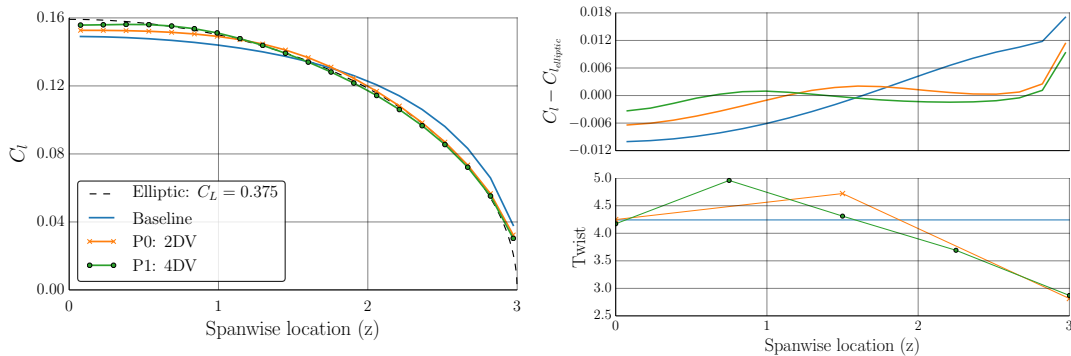 0.16
0.12
0.08
0.04
0.00
C_l
0
1
2
3
Spanwise location (z)
Elliptic: C_L = 0.375
Baseline
P0: 2DV
P1: 4DV
0.018
0.012
0.006
0.000
−0.006
−0.012
C_l − C_{l_{elliptic}}
5.0
4.5
4.0
3.5
3.0
2.5
Twist
0
1
2
3
Spanwise location (z)